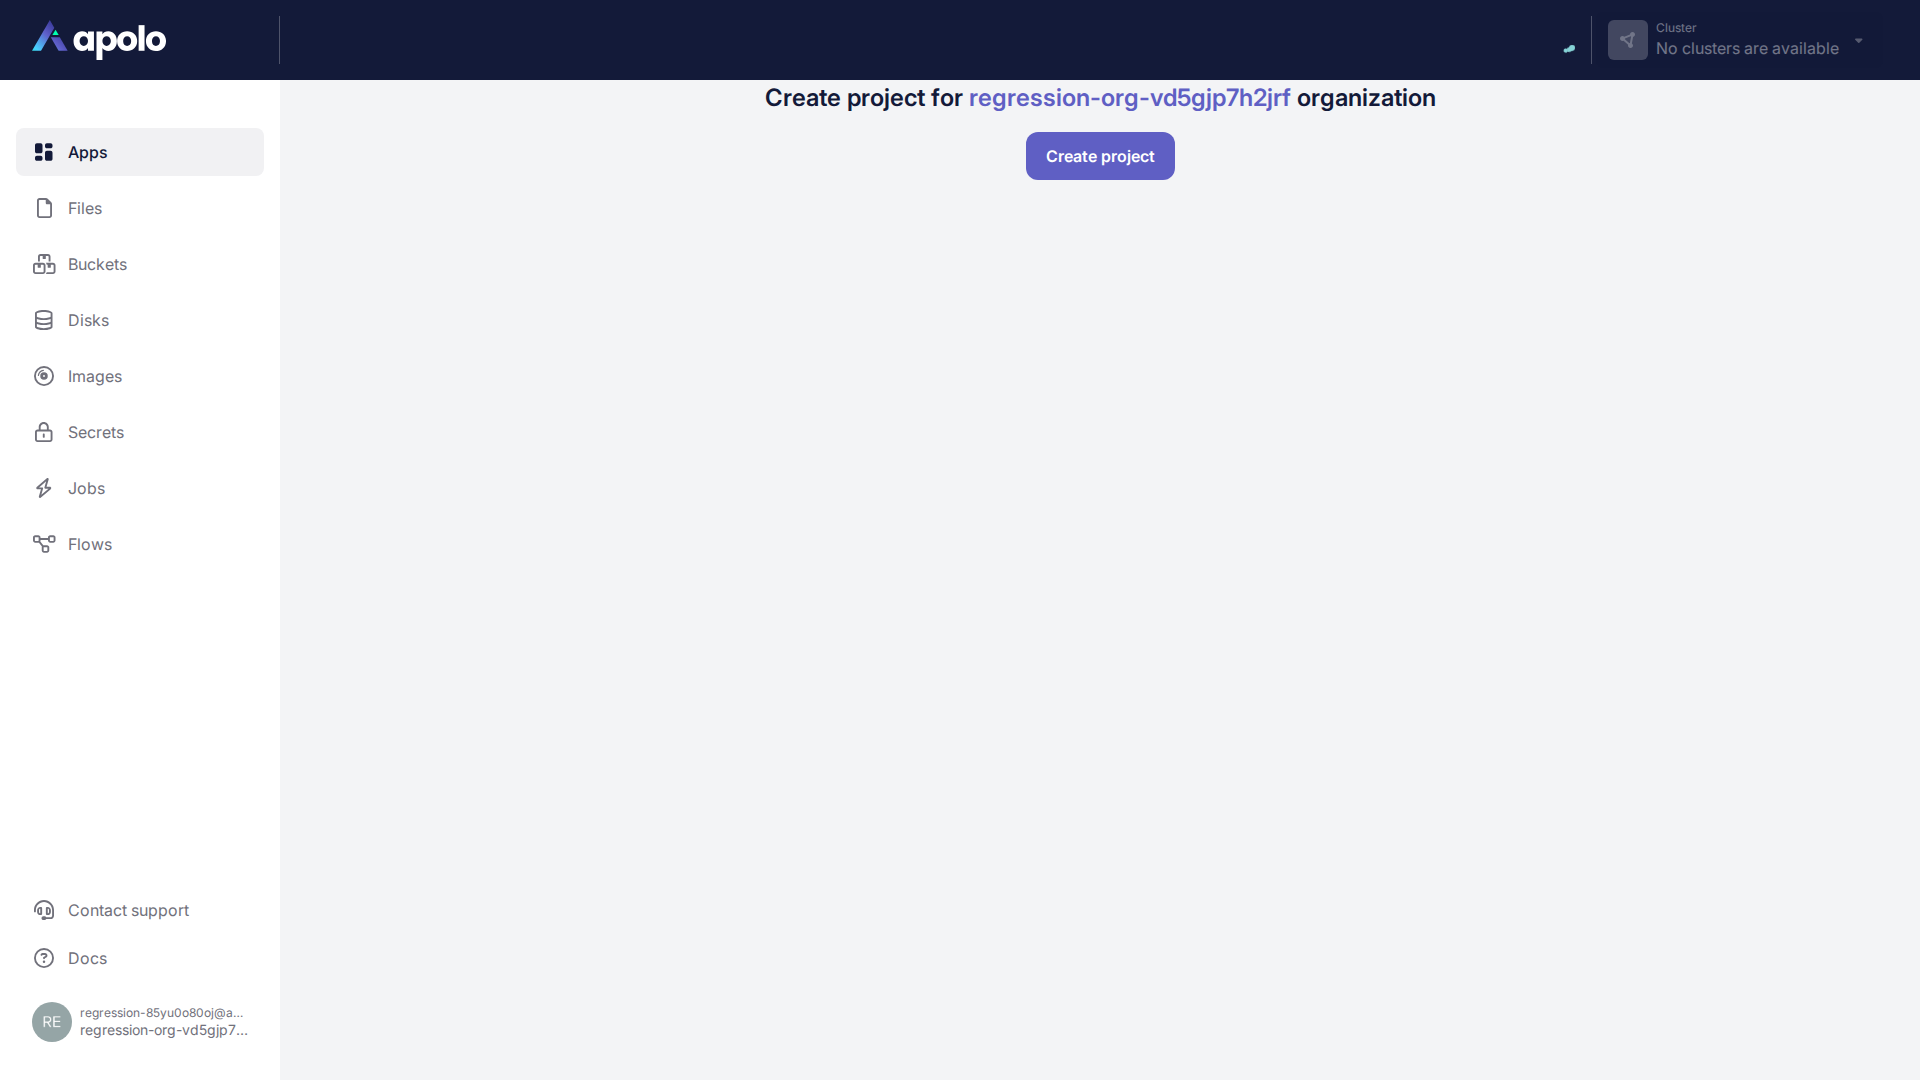 apolo
Cluster
No clusters are available
Apps
Files
Buckets
Disks
Images
Secrets
Jobs
Flows
Contact support
Docs
RE
regression-85yu0o80oj@a...
regression-org-vd5gjp7...
Create project for regression-org-vd5gjp7h2jrf organization
Create project